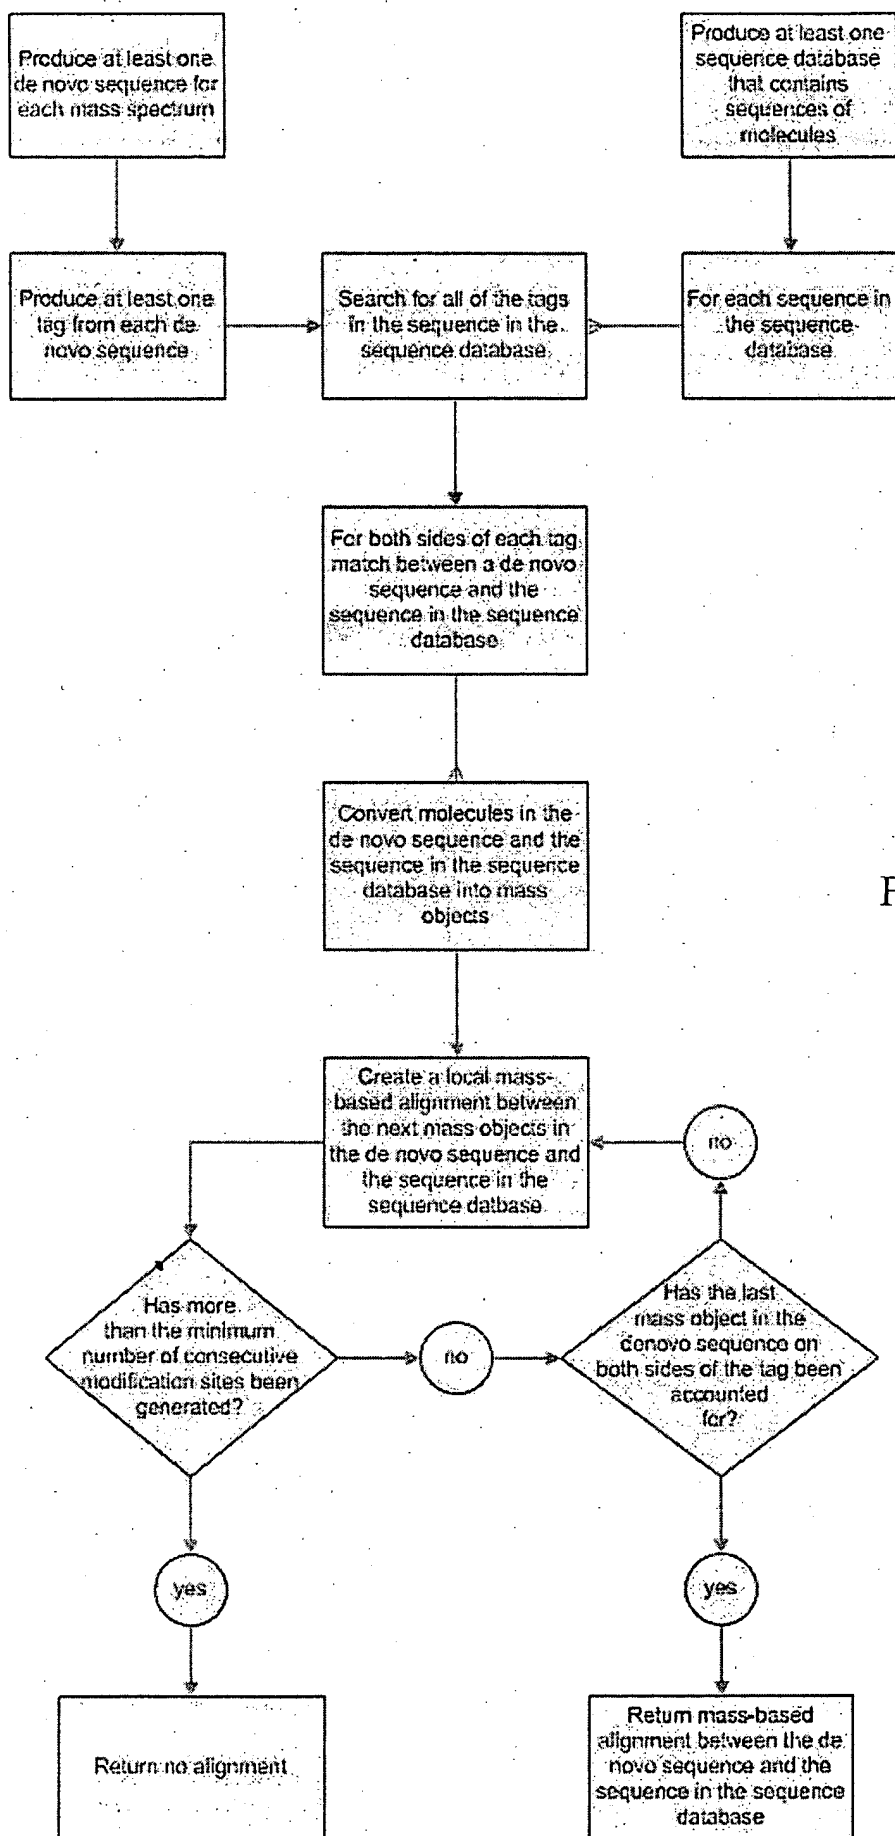 Produce at least one
de novo sequence for
each mass spectrum
Produce at least one
sequence database
that contains
sequences of
molecules
Produce at least one
tag from each de
novo sequence
Search for all of the tags
in the sequence in the
sequence database
For each sequence in
the sequence
database
For both sides of each tag
match between a de novo
sequence and the
sequence in the sequence
database
Convert molecules in the
de novo sequence and the
sequence in the sequence
database into mass
objects
F
Create a local mass-
based alignment between
the next mass objects in
the de novo sequence and
the sequence in the
sequence datbase
no
Has more
than the minimum
number of consecutive
modification sites been
generated?
no
Has the last
mass object in the
denovo sequence on
both sides of the tag been
accounted
for?
yes
yes
Return no alignment
Return mass-based
alignment between the de
novo sequence and the
sequence in the sequence
database